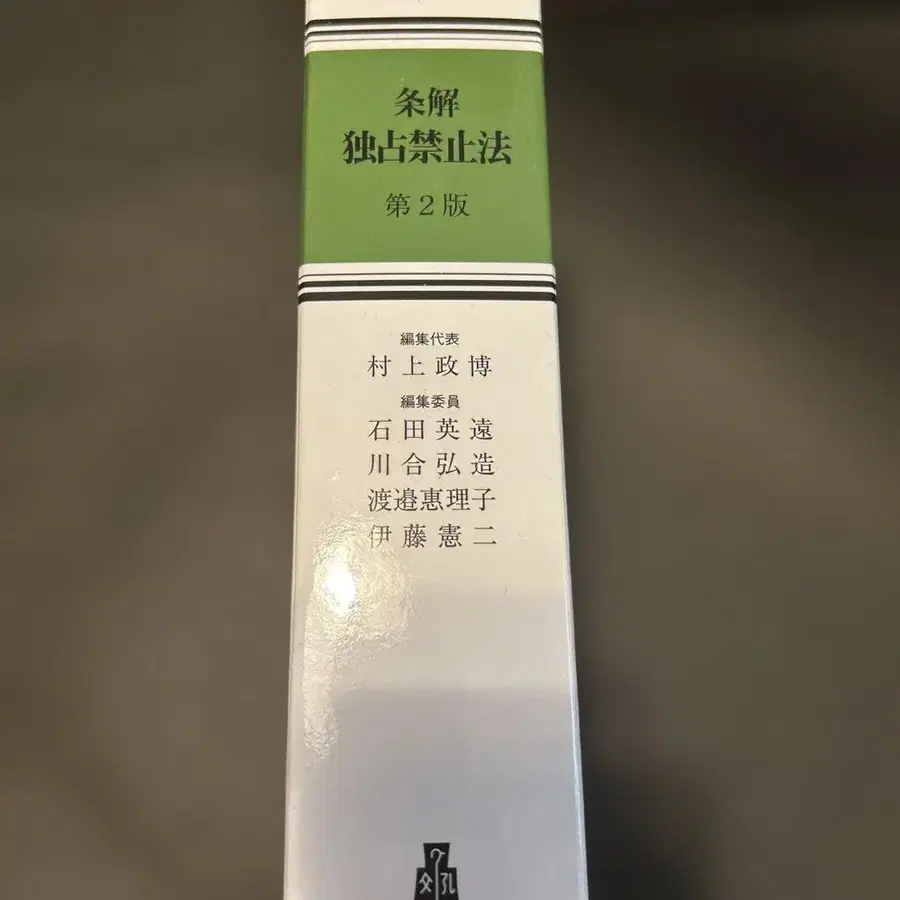 条解
独占禁止法
第2版
編集代表
村上政博
編集委員
石田英遠
川合弘造
渡邉惠理子
伊藤憲二